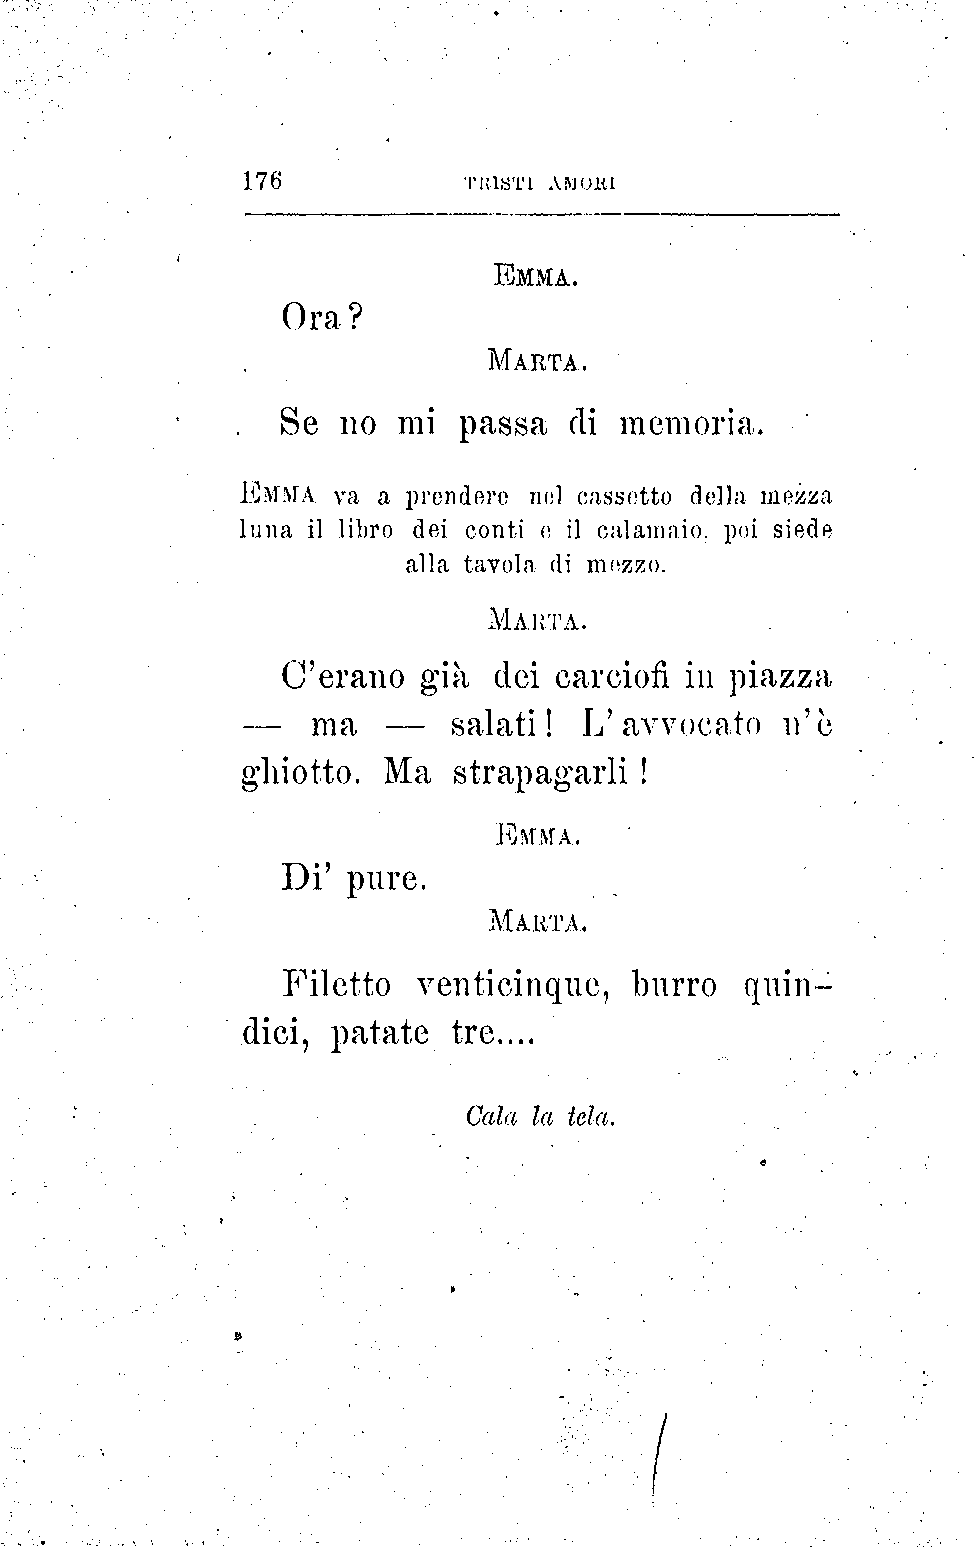 176 TRISTI AMORI
EMMA.
Ora?
MARTA.
Se no mi passa di memoria.
EMMA va a prendere nel cassetto della mezza
luna il libro dei conti e il calamaio, poi siede
alla tavola di mezzo.
MARTA.
C'erano già dei carciofi in piazza
— ma — salati! L'avvocato n'è
ghiotto. Ma strapagarli!
EMMA.
Di' pure.
MARTA.
Filetto venticinque, burro quin-
dici, patate tre....
Cala la tela.